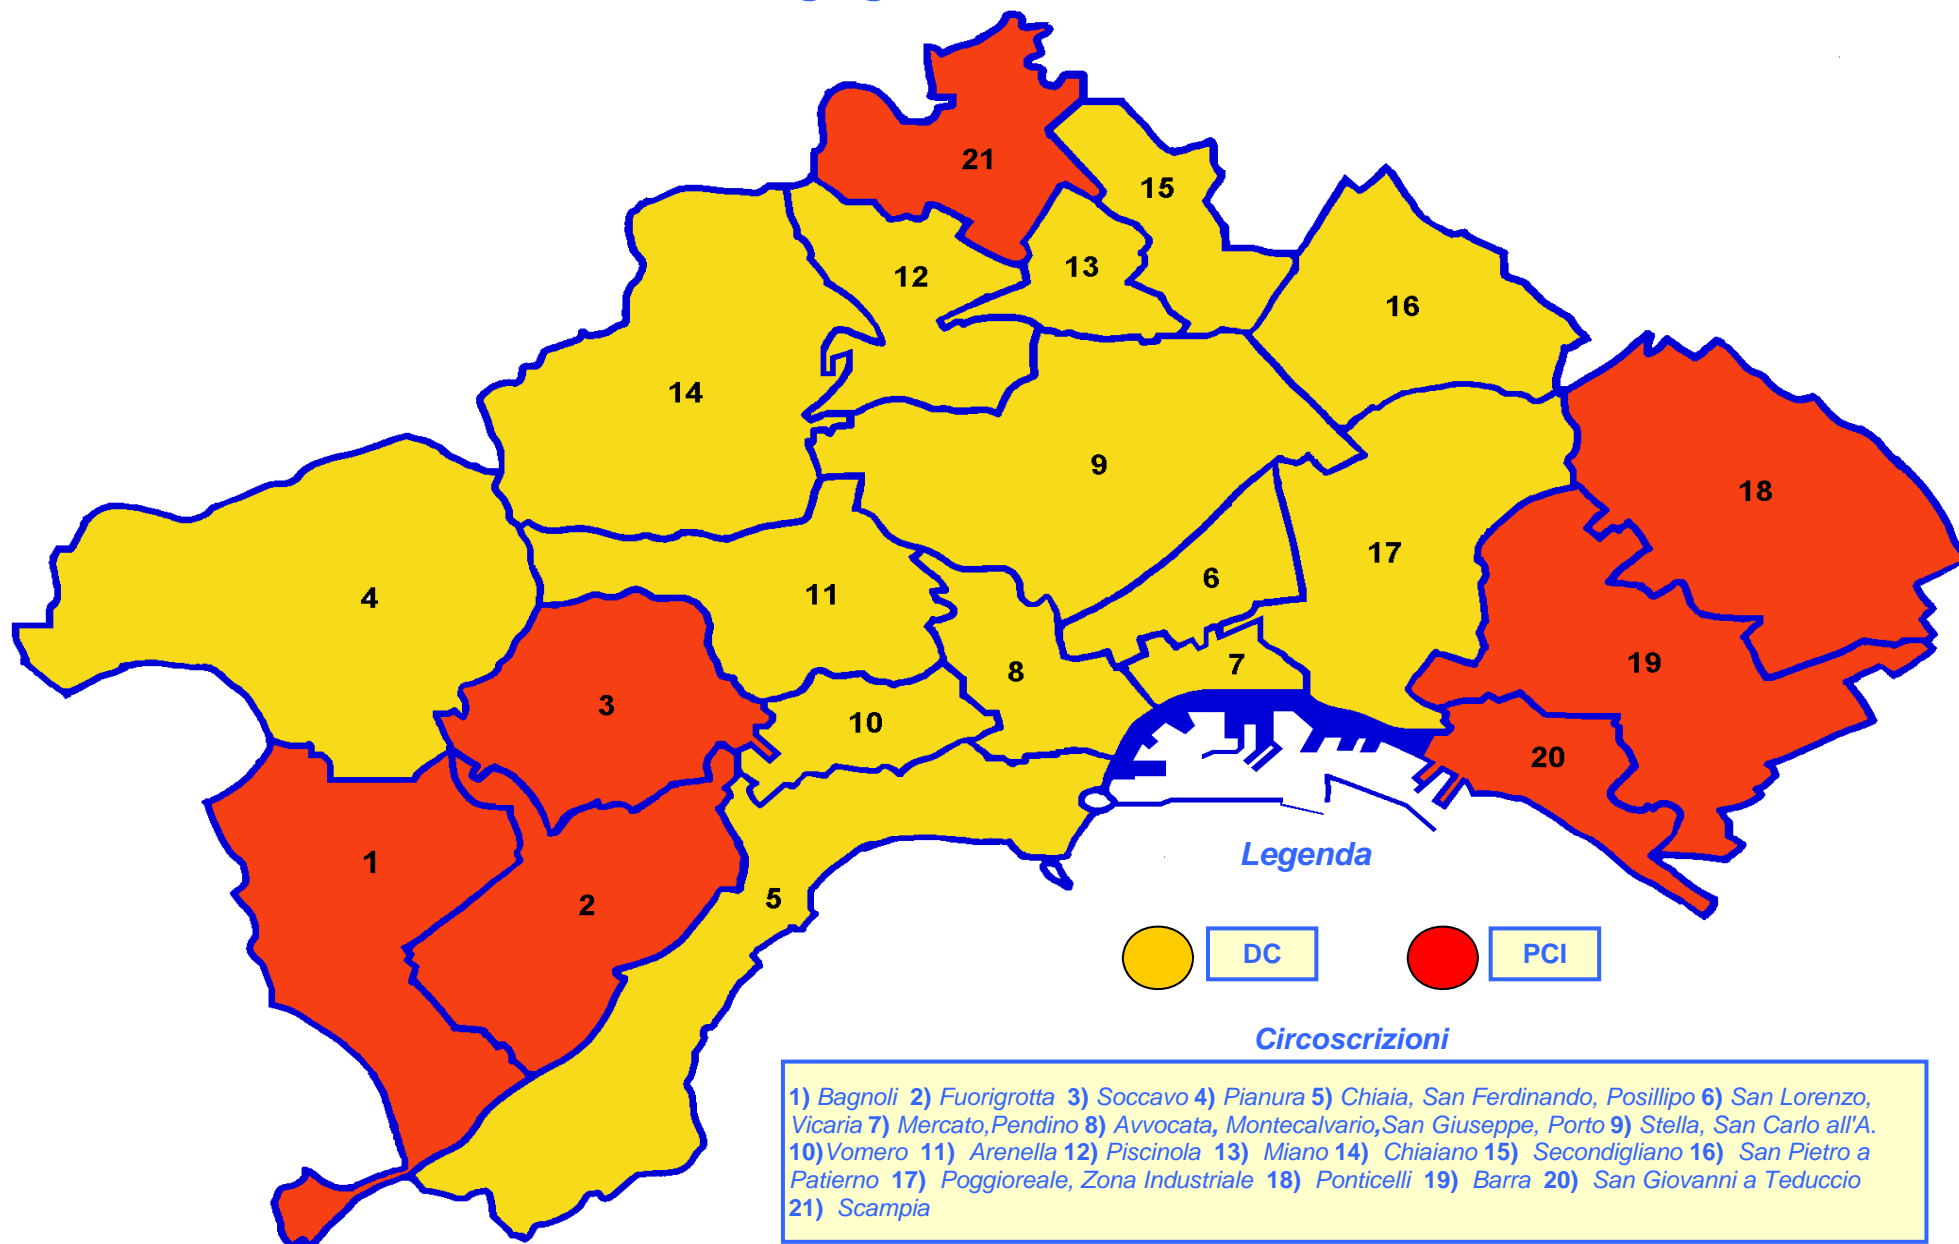 21
15
12
13
16
14
9
18
17
4
11
6
19
7
8
3
10
20
1
2
5
Legenda
DC
PCI
Circoscrizioni
1) Bagnoli 2) Fuorigrotta 3) Soccavo 4) Pianura 5) Chiaia, San Ferdinando, Posillipo 6) San Lorenzo,
Vicaria 7) Mercato,Pendino 8) Avvocata, Montecalvario,San Giuseppe, Porto 9) Stella, San Carlo all'A.
10)Vomero 11) Arenella 12) Piscinola 13) Miano 14) Chiaiano 15) Secondigliano 16) San Pietro a
Patierno 17) Poggioreale, Zona Industriale 18) Ponticelli 19) Barra 20) San Giovanni a Teduccio
21) Scampia